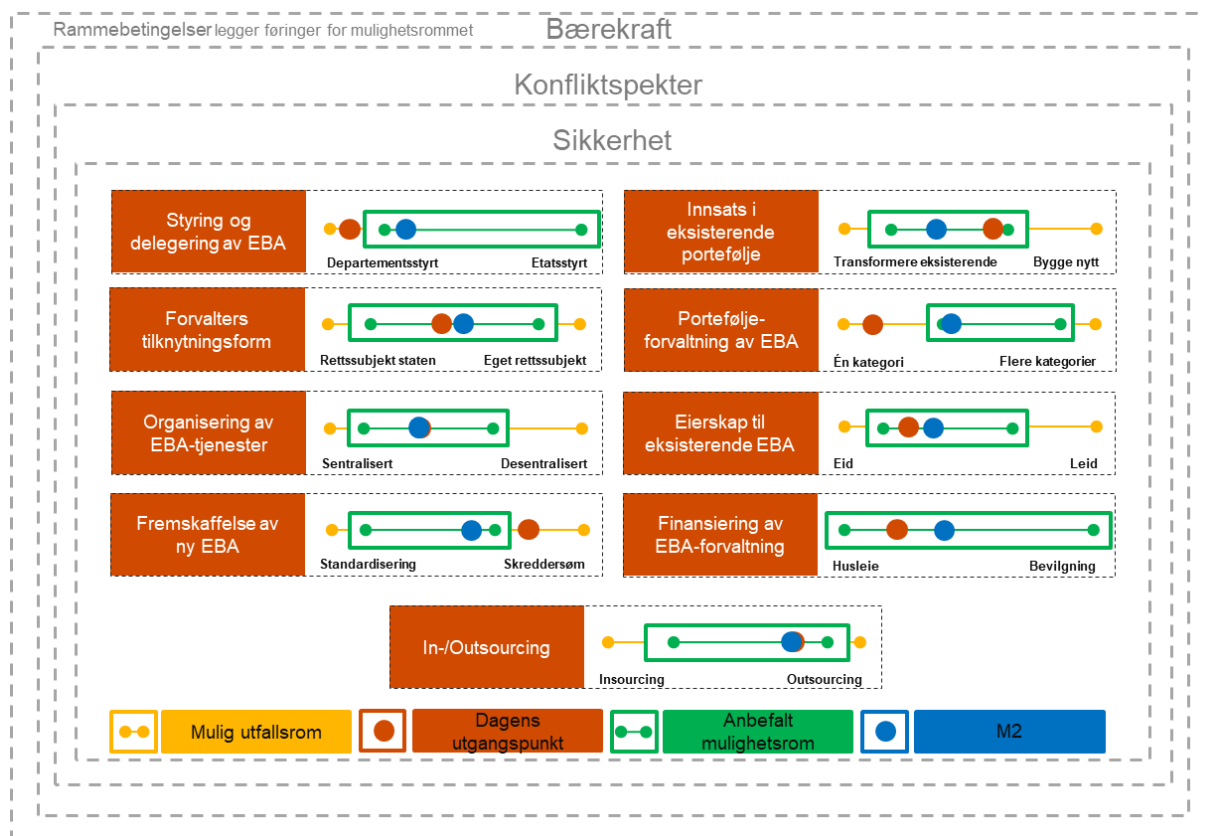 Rammebetingelser legger føringer for mulighetsrommet
Bærekraft
Konfliktspekter
Sikkerhet
Styring og
delegering av EBA
Departementsstyrt
Etatsstyrt
Innsats i
eksisterende
portefølje
Transformere eksisterende
Bygge nytt
Forvalters
tilknytningsform
Rettssubjekt staten
Eget rettssubjekt
Portefølje-
forvaltning av EBA
Én kategori
Flere kategorier
Organisering av
EBA-tjenester
Sentralisert
Desentralisert
Eierskap til
eksisterende EBA
Eid
Leid
Fremskaffelse av
ny EBA
Standardisering
Skreddersøm
Finansiering av
EBA-forvaltning
Husleie
Bevilgning
In-/Outsourcing
Insourcing
Outsourcing
Mulig utfallsrom
Dagens
utgangspunkt
Anbefalt
mulighetsrom
M2